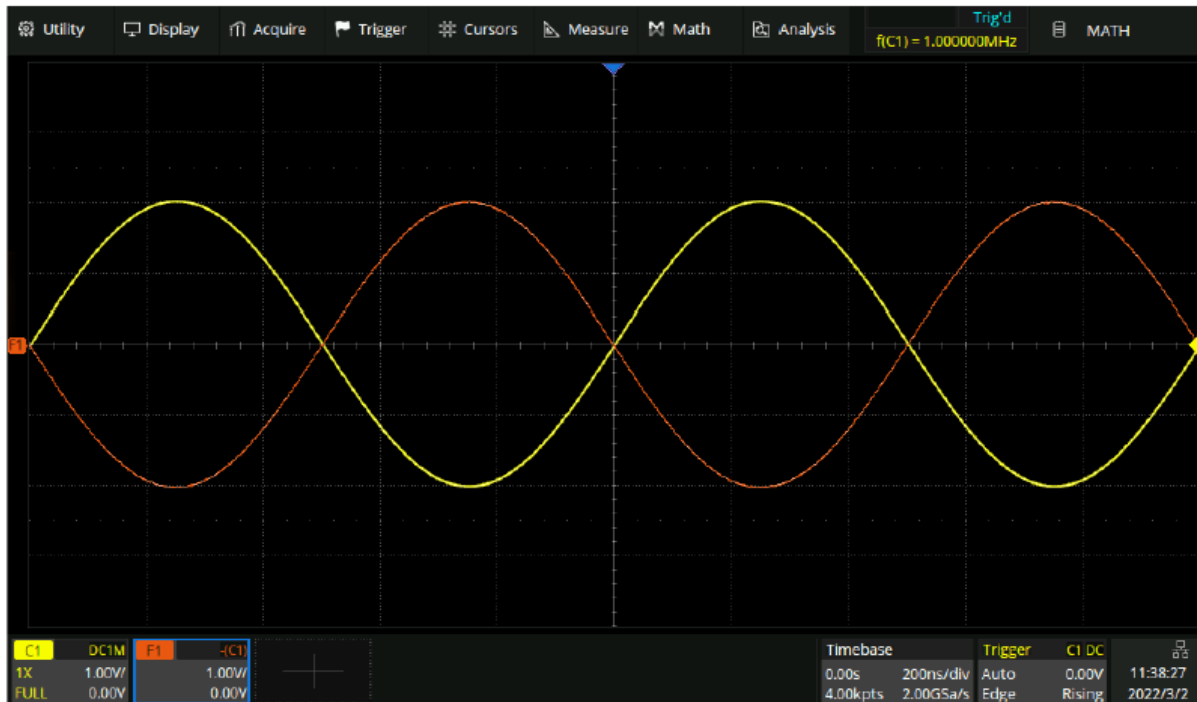 Utility Display Acquire Trigger Cursors Measure Math Analysis Trig'd MATH
f(C1) = 1.000000MHz
F1
C1 DC1M F1 -(C1) Timebase Trigger C1 DC
1X 1.00V/ 1.00V/ 0.00s 200ns/div Auto 0.00V 11:38:27
FULL 0.00V 0.00V 4.00kpts 2.00GSa/s Edge Rising 2022/3/2